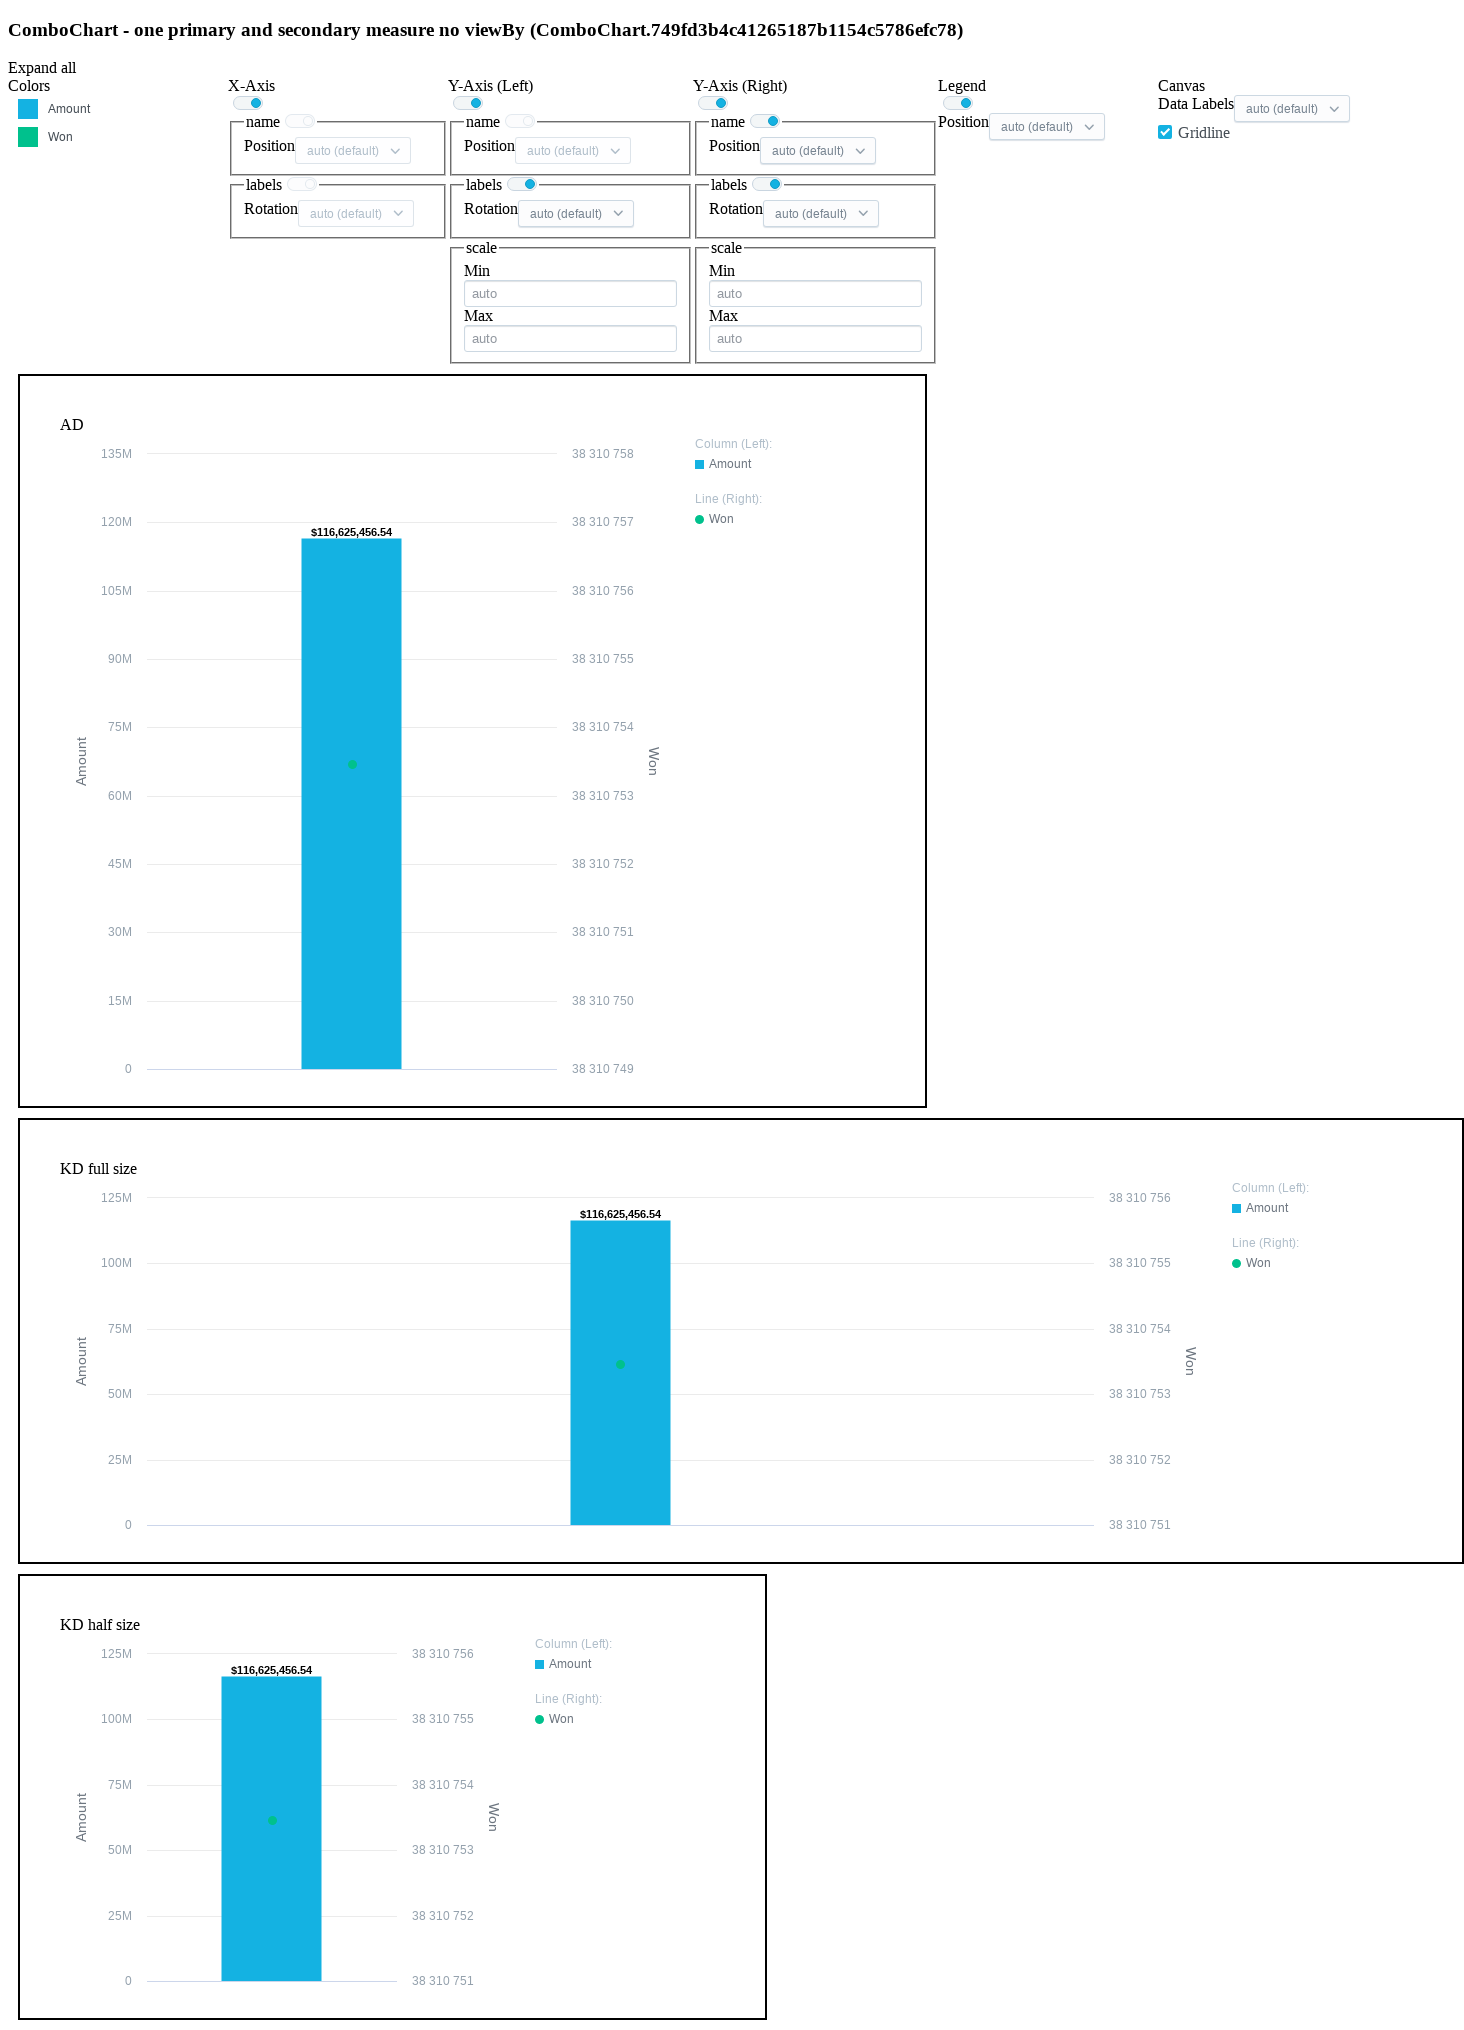 ComboChart - one primary and secondary measure no viewBy (ComboChart.749fd3b4c41265187b1154c5786efc78)
Expand all
Colors
Amount
Won
X-Axis
name
Position auto (default)
labels
Rotation auto (default)
Y-Axis (Left)
name
Position auto (default)
labels
Rotation auto (default)
scale
Min
auto
Max
auto
Y-Axis (Right)
name
Position auto (default)
labels
Rotation auto (default)
scale
Min
auto
Max
auto
Legend
Position auto (default)
Canvas
Data Labels auto (default)
Gridline
AD
135M
120M
105M
90M
75M
60M
45M
30M
15M
0
Amount
$116,625,456.54
38 310 758
38 310 757
38 310 756
38 310 755
38 310 754
38 310 753
38 310 752
38 310 751
38 310 750
38 310 749
Won
Column (Left):
Amount
Line (Right):
Won
KD full size
125M
100M
75M
50M
25M
0
Amount
$116,625,456.54
38 310 756
38 310 755
38 310 754
38 310 753
38 310 752
38 310 751
Won
Column (Left):
Amount
Line (Right):
Won
KD half size
125M
100M
75M
50M
25M
0
Amount
$116,625,456.54
38 310 756
38 310 755
38 310 754
38 310 753
38 310 752
38 310 751
Won
Column (Left):
Amount
Line (Right):
Won